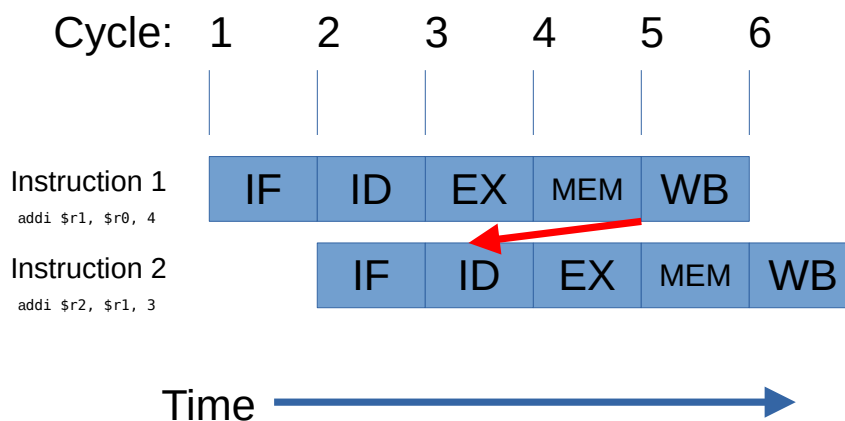 Cycle: 1 2 3 4 5 6
Instruction 1
addi $r1, $r0, 4
IF ID EX MEM WB
Instruction 2
addi $r2, $r1, 3
IF ID EX MEM WB
Time